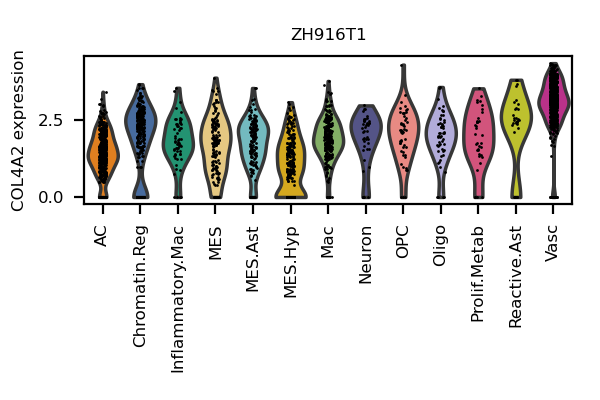 ZH916T1
COL4A2 expression
2.5
0.0
AC
Chromatin.Reg
Inflammatory.Mac
MES
MES.Ast
MES.Hyp
Mac
Neuron
OPC
Oligo
Prolif.Metab
Reactive.Ast
Vasc